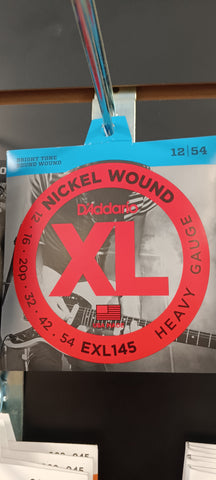 BRIGHT TONE
ROUND WOUND
12|54
NICKEL WOUND
D'Addario
XL
12 · 16 · 20p · 32 · 42 · 54
EXL145
HEAVY GAUGE